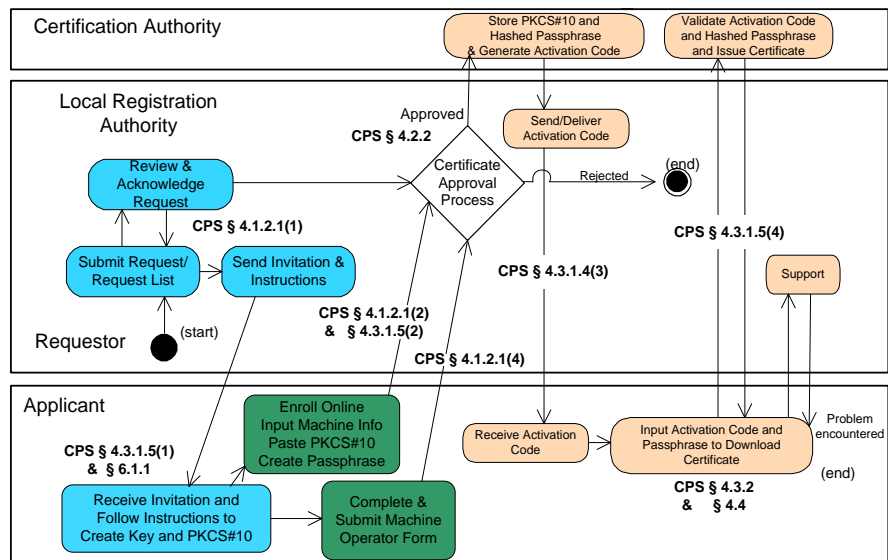 Certification Authority
Store PKCS#10 and
Hashed Passphrase
& Generate Activation Code
Validate Activation Code
and Hashed Passphrase
and Issue Certificate
Local Registration
Authority
Approved
CPS § 4.2.2
Send/Deliver
Activation Code
Review &
Acknowledge
Request
Certificate
Approval
Process
Rejected
(end)
CPS § 4.1.2.1(1)
CPS § 4.3.1.5(4)
Submit Request/
Request List
Send Invitation &
Instructions
CPS § 4.3.1.4(3)
Support
CPS § 4.1.2.1(2)
& § 4.3.1.5(2)
(start)
Requestor
CPS § 4.1.2.1(4)
Applicant
Enroll Online
Input Machine Info
Paste PKCS#10
Create Passphrase
Receive Activation
Code
Input Activation Code and
Passphrase to Download
Certificate
Problem
encountered
(end)
CPS § 4.3.1.5(1)
& § 6.1.1
CPS § 4.3.2
& § 4.4
Receive Invitation and
Follow Instructions to
Create Key and PKCS#10
Complete &
Submit Machine
Operator Form